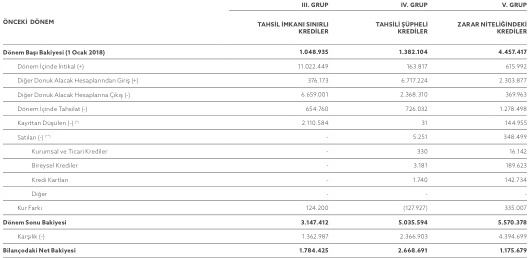 III. GRUP IV. GRUP V. GRUP
ÖNCEKİ DÖNEM TAHSİL İMKANI SINIRLI KREDİLER TAHSİLİ ŞÜPHELİ KREDİLER ZARAR NİTELİĞİNDEKİ KREDİLER
Dönem Başı Bakiyesi (1 Ocak 2018) 1.048.935 1.382.104 4.457.417
Dönem İçinde İntikal (+) 11.022.449 163.817 615.992
Diğer Donuk Alacak Hesaplarından Giriş (+) 376.173 6.717.224 2.303.877
Diğer Donuk Alacak Hesaplarına Çıkış (-) 6.659.001 2.368.310 369.963
Dönem İçinde Tahsilat (-) 654.760 726.032 1.278.498
Kayıttan Düşülen (-) 2.110.584 31 144.955
Satılan (-) - 5.251 348.499
Kurumsal ve Ticari Krediler - 330 16.142
Bireysel Krediler - 3.181 189.623
Kredi Kartları - 1.740 142.734
Diğer - - -
Kur Farkı 124.200 (127.927) 335.007
Dönem Sonu Bakiyesi 3.147.412 5.035.594 5.570.378
Karşılık (-) 1.362.987 2.366.903 4.394.699
Bilançodaki Net Bakiyesi 1.784.425 2.668.691 1.175.679